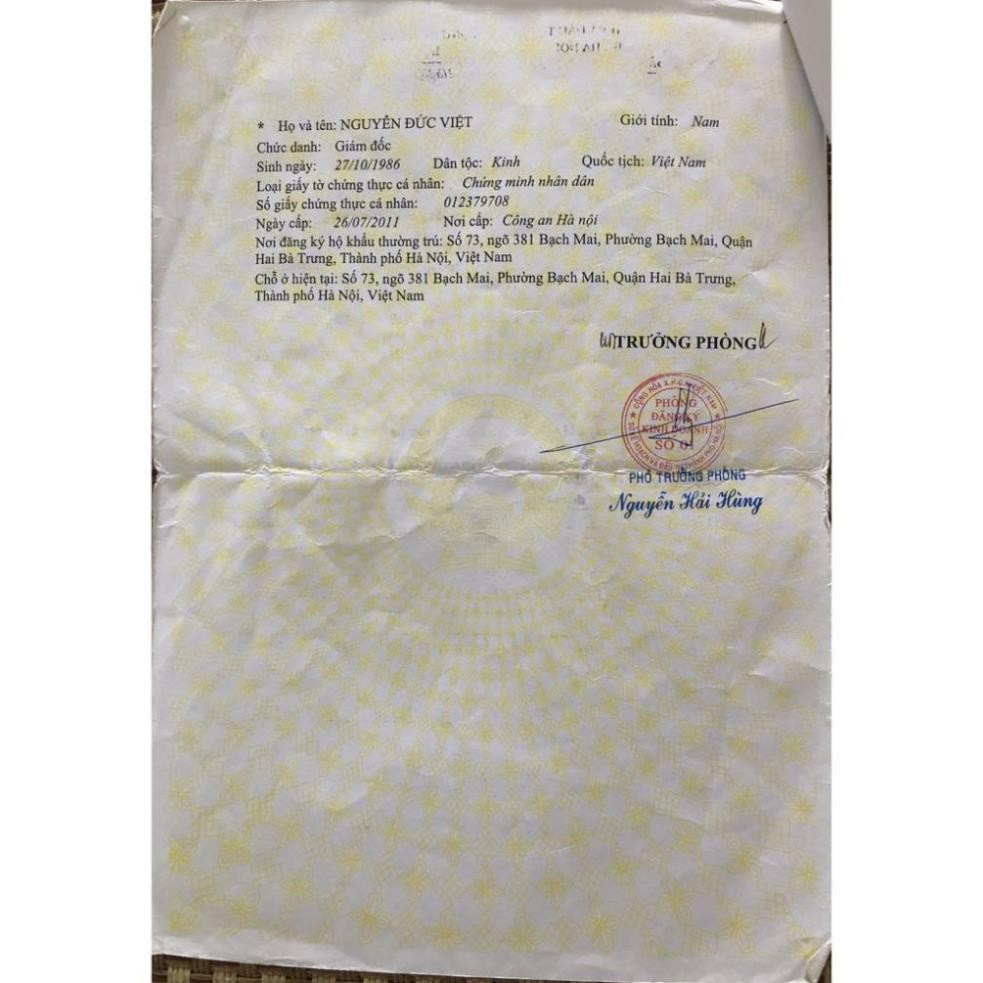 * Họ và tên: NGUYỄN ĐỨC VIỆT Giới tính: Nam
Chức danh: Giám đốc
Sinh ngày: 27/10/1986 Dân tộc: Kinh Quốc tịch: Việt Nam
Loại giấy tờ chứng thực cá nhân: Chứng minh nhân dân
Số giấy chứng thực cá nhân: 012379708
Ngày cấp: 26/07/2011 Nơi cấp: Công an Hà nội
Nơi đăng ký hộ khẩu thường trú: Số 73, ngõ 381 Bạch Mai, Phường Bạch Mai, Quận
Hai Bà Trưng, Thành phố Hà Nội, Việt Nam
Chỗ ở hiện tại: Số 73, ngõ 381 Bạch Mai, Phường Bạch Mai, Quận Hai Bà Trưng,
Thành phố Hà Nội, Việt Nam
TRƯỞNG PHÒNG
CỘNG HÒA X.H.C.N VIỆT NAM
PHÒNG
ĐĂNG KÝ
KINH DOANH
SỐ 01
PHÓ TRƯỞNG PHÒNG
Nguyễn Hải Hùng